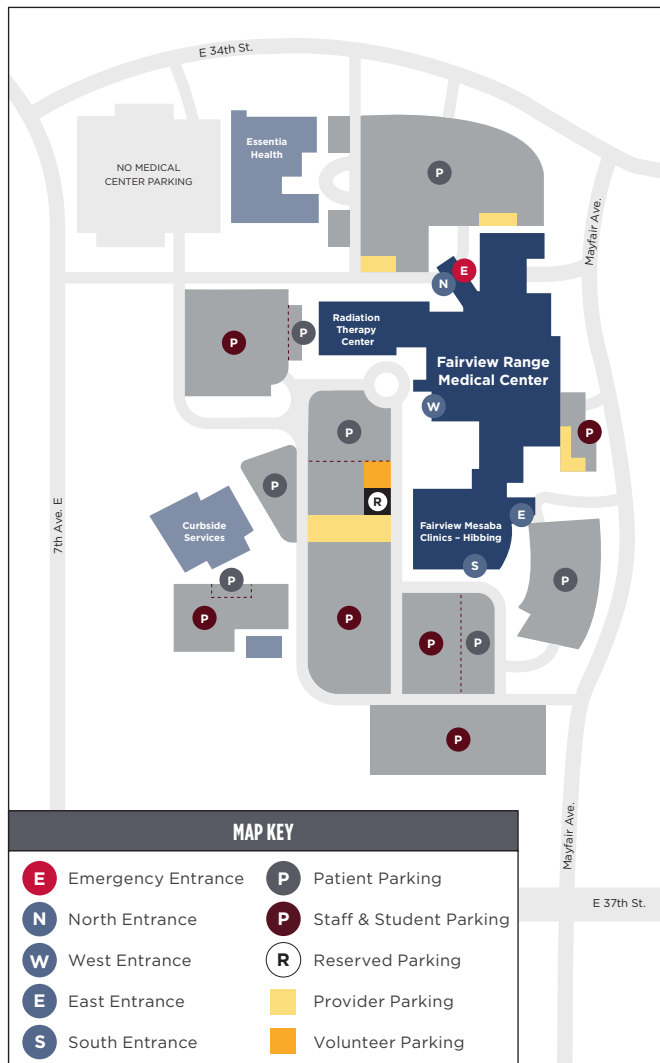 E 34th St.
Essentia
Health
NO MEDICAL
CENTER PARKING
P
Mayfair Ave.
E
N
Radiation
Therapy
Center
P
P
Fairview Range
Medical Center
W
P
P
P
R
7th Ave. E
Curbside
Services
Fairview Mesaba
Clinics – Hibbing
E
S
P
P
P
P
P
P
P
Mayfair Ave.
MAP KEY
E Emergency Entrance
P Patient Parking
N North Entrance
P Staff & Student Parking
W West Entrance
R Reserved Parking
E East Entrance
Provider Parking
S South Entrance
Volunteer Parking
E 37th St.